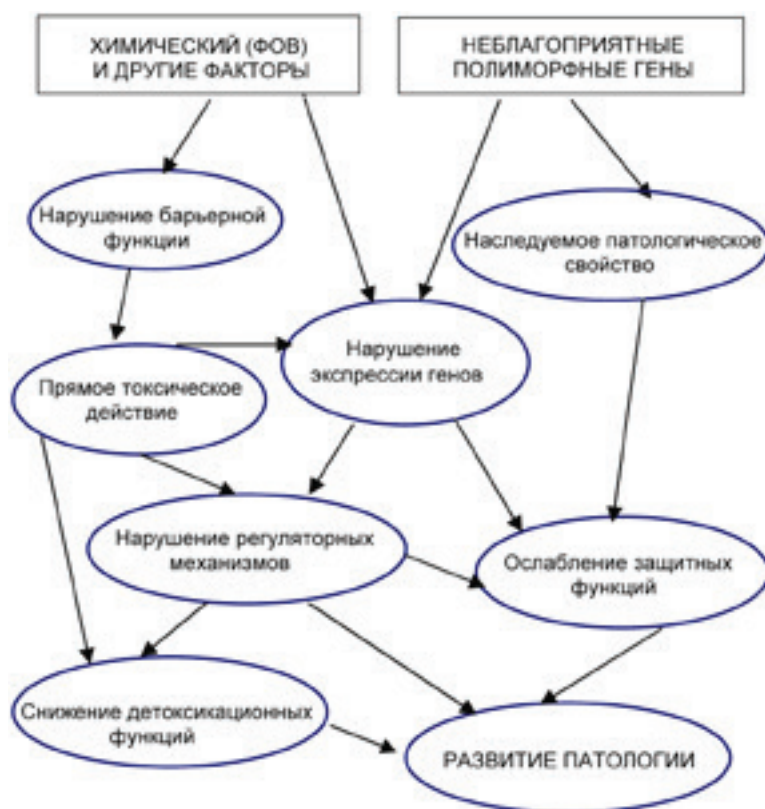 ХИМИЧЕСКИЙ (ФОВ)
И ДРУГИЕ ФАКТОРЫ
НЕБЛАГОПРИЯТНЫЕ
ПОЛИМОРФНЫЕ ГЕНЫ
Нарушение барьерной
функции
Наследуемое патологическое
свойство
Нарушение
экспрессии генов
Прямое токсическое
действие
Нарушение регуляторных
механизмов
Ослабление защитных
функций
Снижение детоксикационных
функций
РАЗВИТИЕ ПАТОЛОГИИ